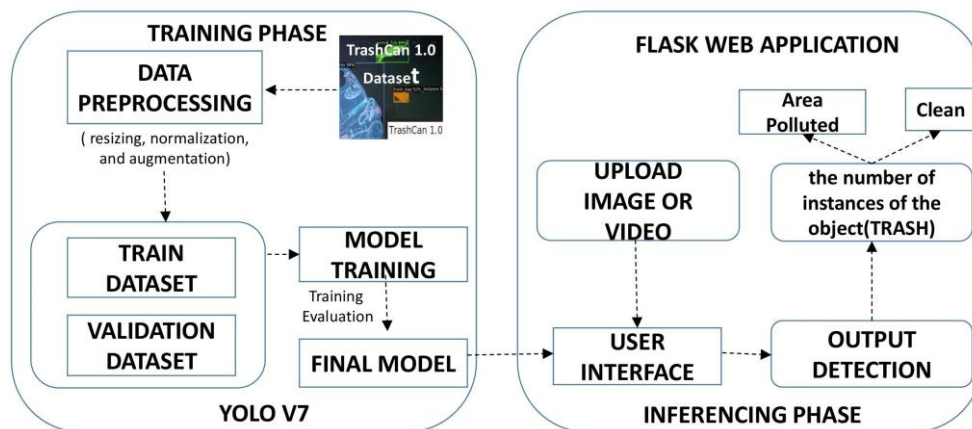 TRAINING PHASE
DATA
PREPROCESSING
TrashCan 1.0
Dataset
TrashCan 1.0
( resizing, normalization,
and augmentation)
TRAIN
DATASET
VALIDATION
DATASET
MODEL
TRAINING
Training
Evaluation
FINAL MODEL
YOLO V7
FLASK WEB APPLICATION
Area
Polluted
Clean
UPLOAD
IMAGE OR
VIDEO
the number of
instances of the
object(TRASH)
USER
INTERFACE
OUTPUT
DETECTION
INFERENCING PHASE